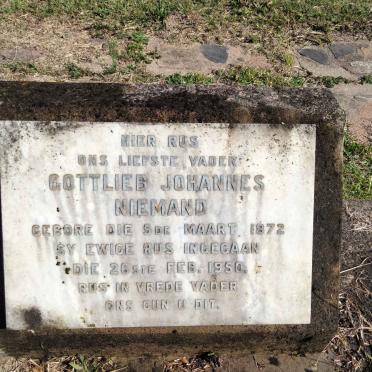 HIER RUS
ONS LIEFSTE VADER
GOTTLIEB JOHANNES
NIEMAND
GEBORE DIE 5DE MAART 1872
SY EWIGE RUS INGEGAAN
DIE 26STE FEB. 1950.
RUS IN VREDE VADER
ONS GUN U DIT.